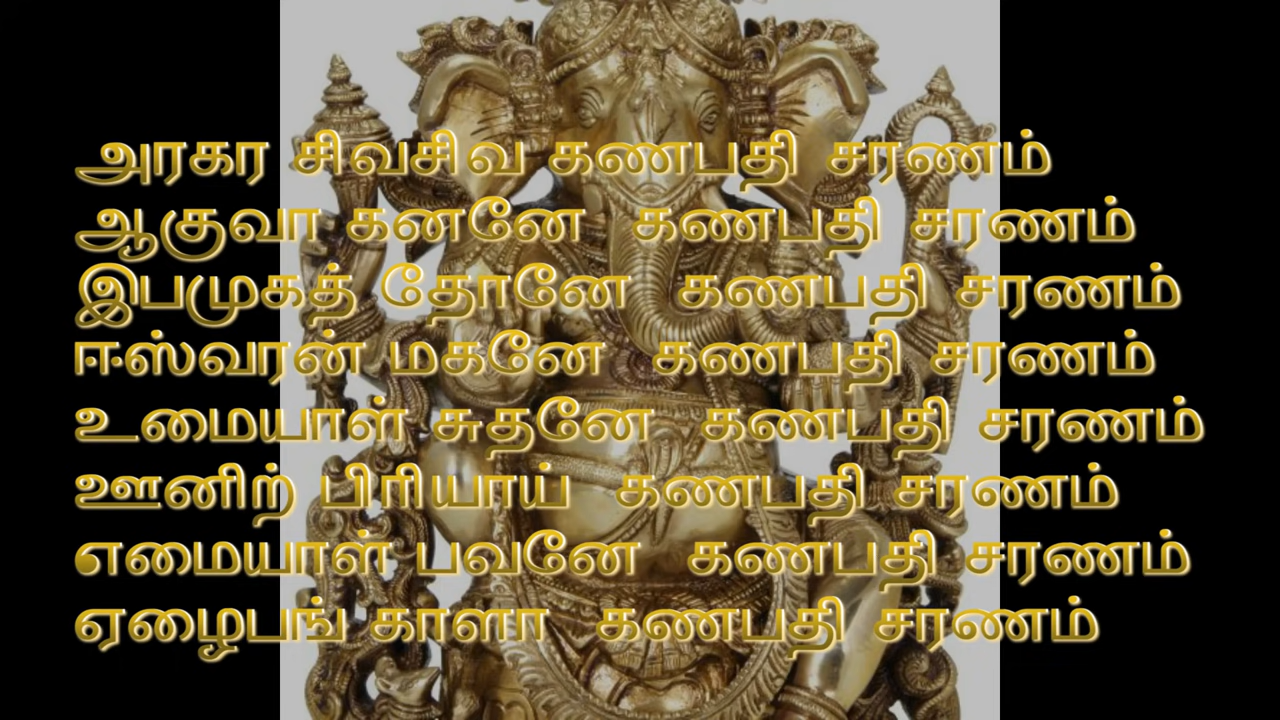 அரகர சிவசிவ கணபதி சரணம்
ஆகுவா கனனே கணபதி சரணம்
இபமுகத் தோனே கணபதி சரணம்
ஈஸ்வரன் மகனே கணபதி சரணம்
உமையாள் சுதனே கணபதி சரணம்
ஊனிற் பிரியாய் கணபதி சரணம்
எமையாள் பவனே கணபதி சரணம்
ஏழைபங் காளா கணபதி சரணம்